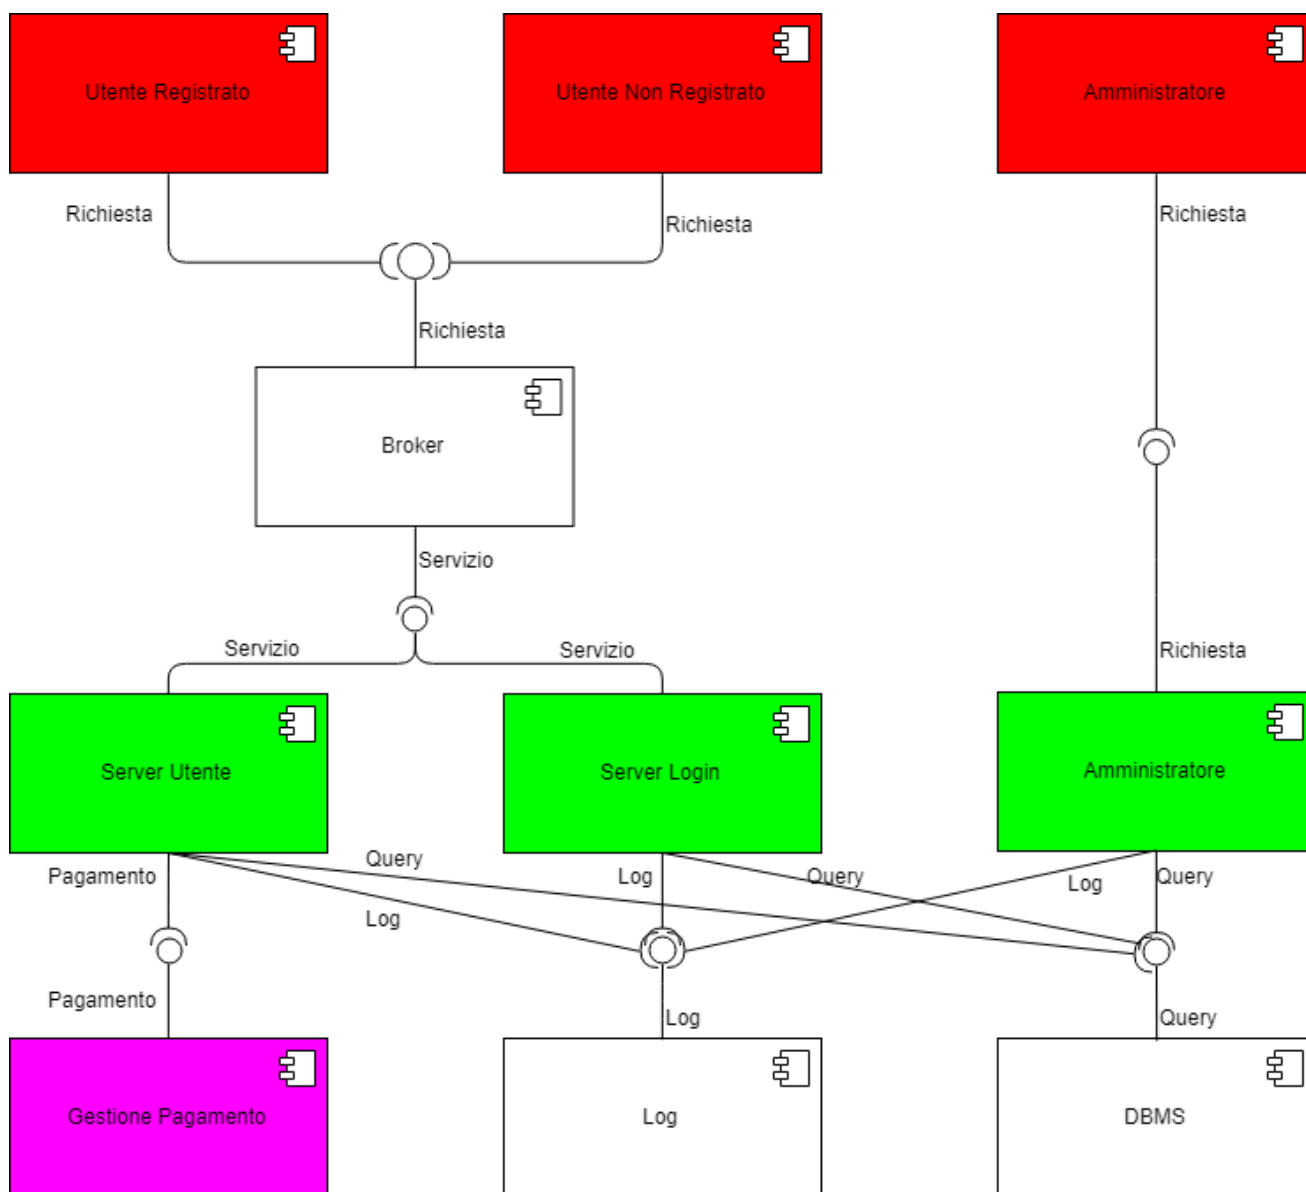 Utente Registrato
Utente Non Registrato
Amministratore
Richiesta
Richiesta
Richiesta
Richiesta
Broker
Servizio
Servizio
Servizio
Richiesta
Server Utente
Server Login
Amministratore
Pagamento
Query
Log
Log
Query
Log
Query
Pagamento
Log
Query
Gestione Pagamento
Log
DBMS